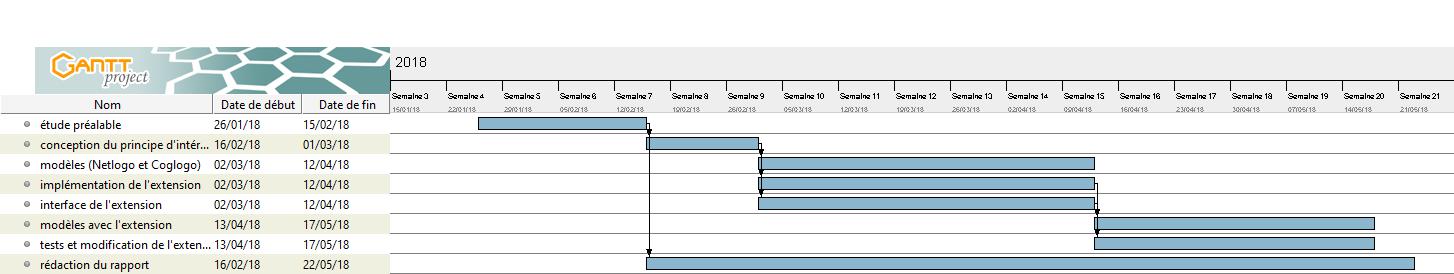 GANTT
project
2018
Semaine 3 Semaine 4 Semaine 5 Semaine 6 Semaine 7 Semaine 8 Semaine 9 Semaine 10 Semaine 11 Semaine 12 Semaine 13 Semaine 14 Semaine 15 Semaine 16 Semaine 17 Semaine 18 Semaine 19 Semaine 20 Semaine 21
15/01/18 22/01/18 29/01/18 05/02/18 12/02/18 19/02/18 26/02/18 05/03/18 12/03/18 19/03/18 26/03/18 02/04/18 09/04/18 16/04/18 23/04/18 30/04/18 07/05/18 14/05/18 21/05/18
Nom Date de début Date de fin
étude préalable 26/01/18 15/02/18
conception du principe d'intér... 16/02/18 01/03/18
modèles (Netlogo et Coglogo) 02/03/18 12/04/18
implémentation de l'extension 02/03/18 12/04/18
interface de l'extension 02/03/18 12/04/18
modèles avec l'extension 13/04/18 17/05/18
tests et modification de l'exten... 13/04/18 17/05/18
rédaction du rapport 16/02/18 22/05/18